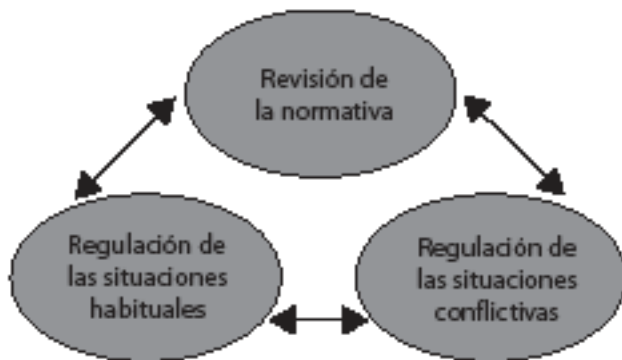 Revisión de
la normativa
Regulación de
las situaciones
habituales
Regulación de
las situaciones
conflictivas